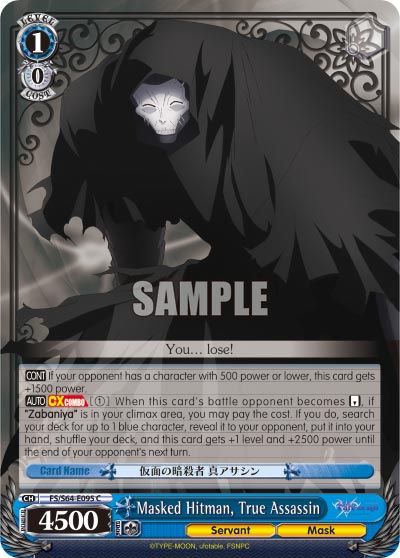 LEVEL
1
0
COST
SAMPLE
You… lose!
CONT If your opponent has a character with 500 power or lower, this card gets
+1500 power.
AUTO CX COMBO [①] When this card's battle opponent becomes ▼, if
"Zabaniya" is in your climax area, you may pay the cost. If you do, search
your deck for up to 1 blue character, reveal it to your opponent, put it into
your hand, shuffle your deck, and this card gets +1 level and +2500 power until
the end of your opponent's next turn.
Card Name 仮面の暗殺者 真アサシン
CH FS/S64-E095 C
Masked Hitman, True Assassin
4500
Servant Mask
©TYPE-MOON, ufotable, FSNPC